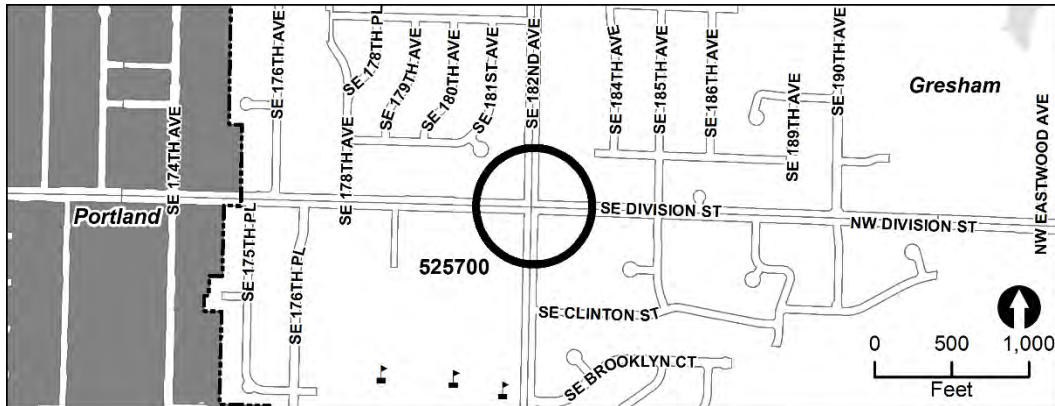 SE 176TH AVE
SE 178TH PL
SE 179TH AVE
SE 180TH AVE
SE 181ST AVE
SE 182ND AVE
SE 184TH AVE
SE 185TH AVE
SE 186TH AVE
SE 189TH AVE
SE 190TH AVE
Gresham
NW EASTWOOD AVE
SE 174TH AVE
SE 178TH AVE
Portland
SE DIVISION ST
NW DIVISION ST
SE 175TH PL
SE 176TH PL
525700
SE CLINTON ST
SE BROOKLYN CT
0 500 1,000
Feet